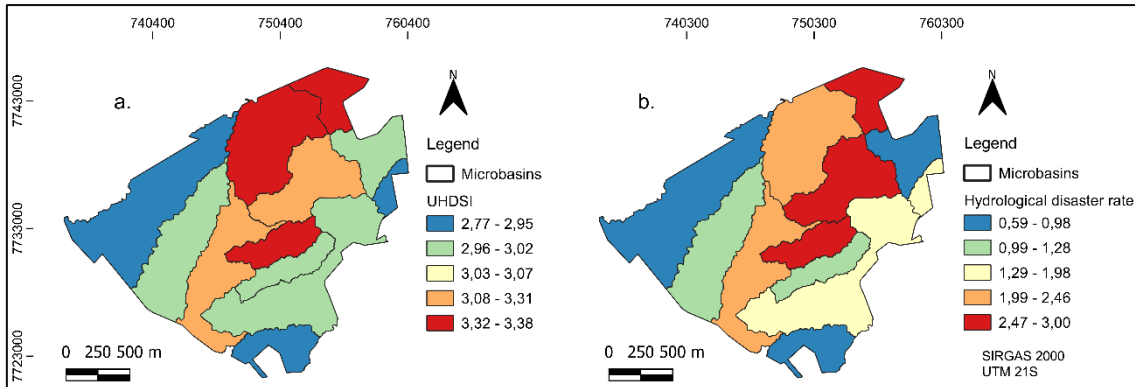 740400 750400 760400
7743000
7733000
7723000
a.
N
Legend
Microbasins
UHDSI
2,77 - 2,95
2,96 - 3,02
3,03 - 3,07
3,08 - 3,31
3,32 - 3,38
0 250 500 m
740300 750300 760300
b.
N
Legend
Microbasins
Hydrological disaster rate
0,59 - 0,98
0,99 - 1,28
1,29 - 1,98
1,99 - 2,46
2,47 - 3,00
0 250 500 m
SIRGAS 2000
UTM 21S